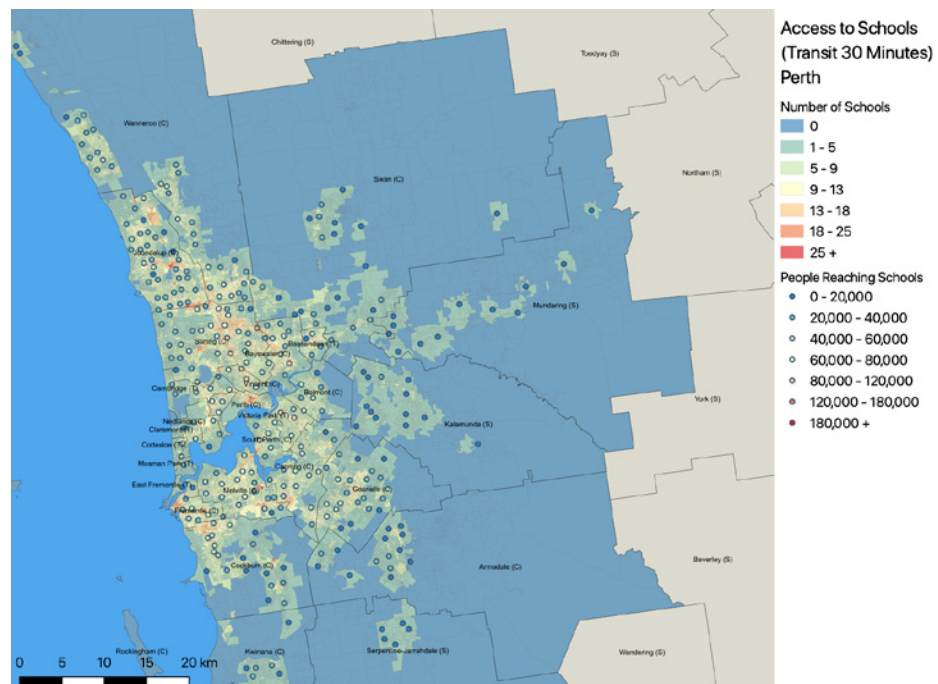 Access to Schools
(Transit 30 Minutes)
Perth
Number of Schools
0
1 - 5
5 - 9
9 - 13
13 - 18
18 - 25
25 +
People Reaching Schools
0 - 20,000
20,000 - 40,000
40,000 - 60,000
60,000 - 80,000
80,000 - 120,000
120,000 - 180,000
180,000 +
Chittering (S)
Toodyay (S)
Wanneroo (C)
Northam (S)
Swan (C)
Joondalup (C)
Mundaring (S)
Stirling (C)
Bassendean (T)
Bayswater (C)
Vincent (C)
Cambridge (T)
Belmont (C)
Perth (C)
York (S)
Victoria Park (T)
Nedlands (C)
Claremont (T)
Kalamunda (S)
South Perth (C)
Cottesloe (T)
Mosman Park (T)
Canning (C)
East Fremantle (T)
Melville (C)
Gosnells (C)
Fremantle (C)
Beverley (S)
Cockburn (C)
Armadale (C)
Rockingham (C)
Kwinana (C)
Serpentine-Jarrahdale (S)
Wandering (S)
0 5 10 15 20 km